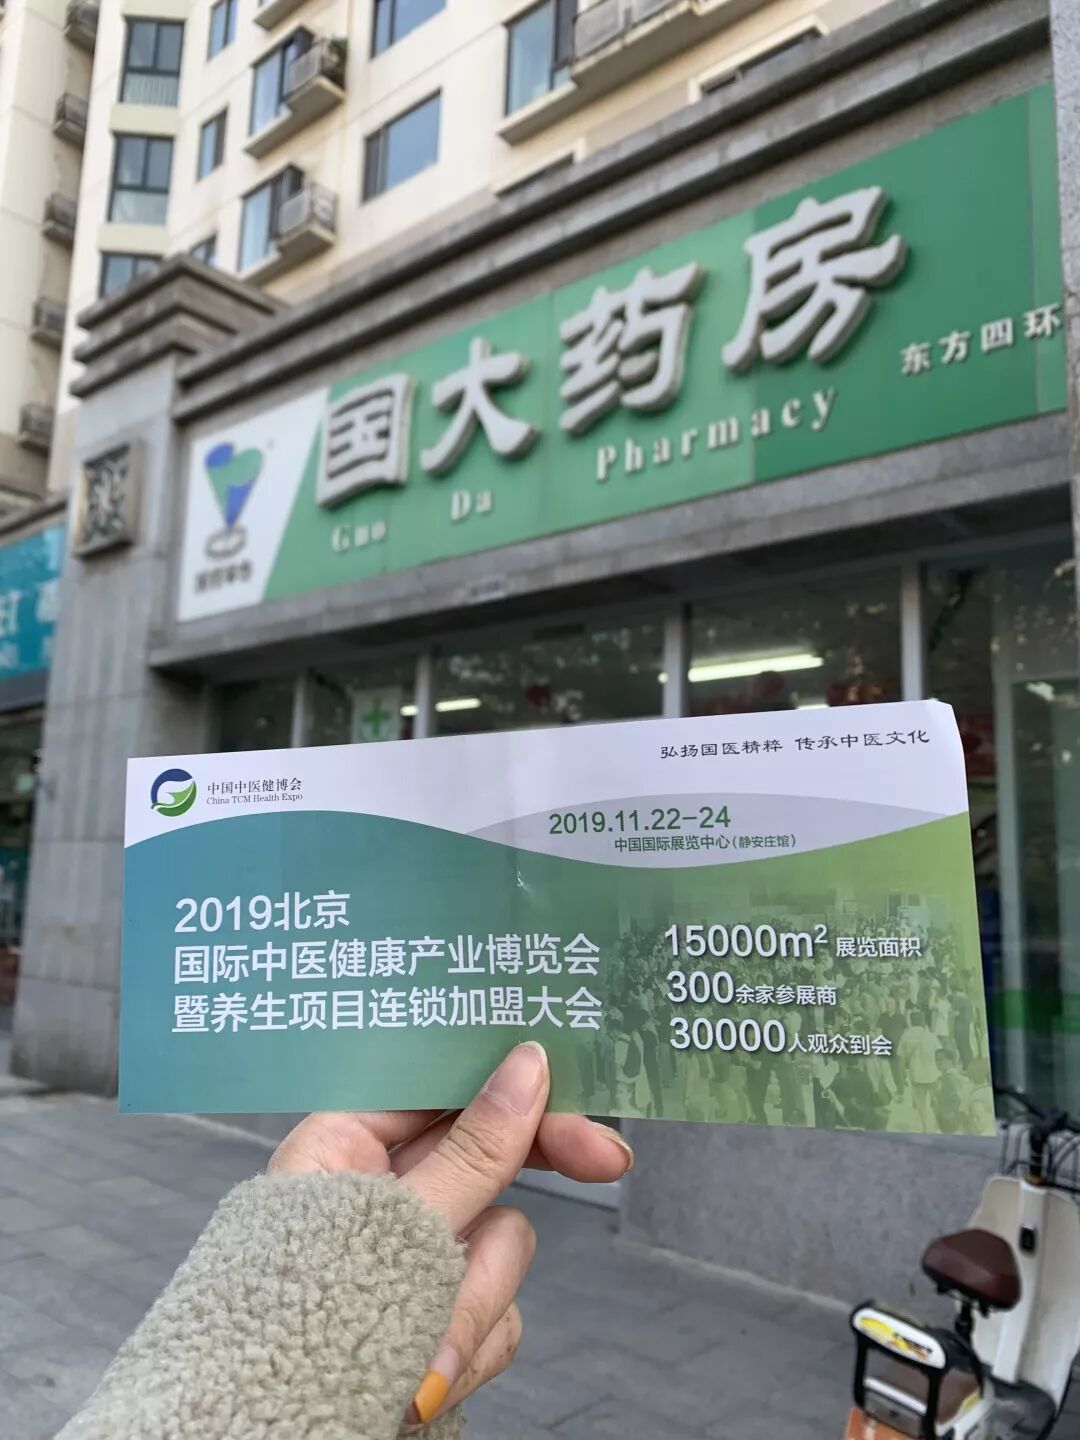 国大药房
Guo Da Pharmacy
东方四环
中国中医健博会
China TCM Health Expo
弘扬国医精粹 传承中医文化
2019.11.22-24
中国国际展览中心(静安庄馆)
2019北京
国际中医健康产业博览会
暨养生项目连锁加盟大会
15000m² 展览面积
300余家参展商
30000人观众到会